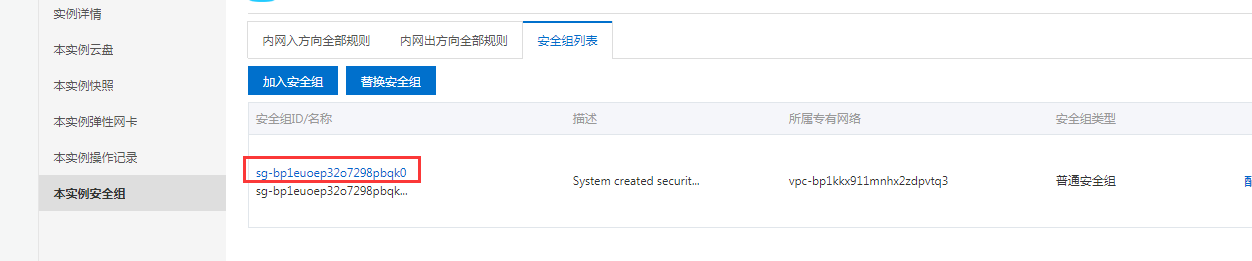 实例详情
本实例云盘
本实例快照
本实例弹性网卡
本实例操作记录
本实例安全组
内网入方向全部规则 内网出方向全部规则 安全组列表
加入安全组 替换安全组
安全组ID/名称 描述 所属专有网络 安全组类型
sg-bp1euoep32o7298pbqk0
sg-bp1euoep32o7298pbqk... System created securit... vpc-bp1kkx911mnhx2zdpvtq3 普通安全组